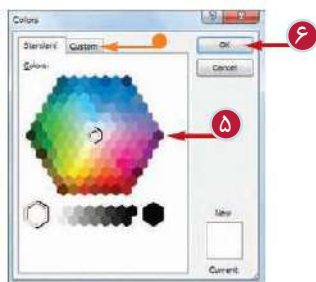 Colors
Standard Custom
OK
۶
Colors:
Cancel
۵
New
Current